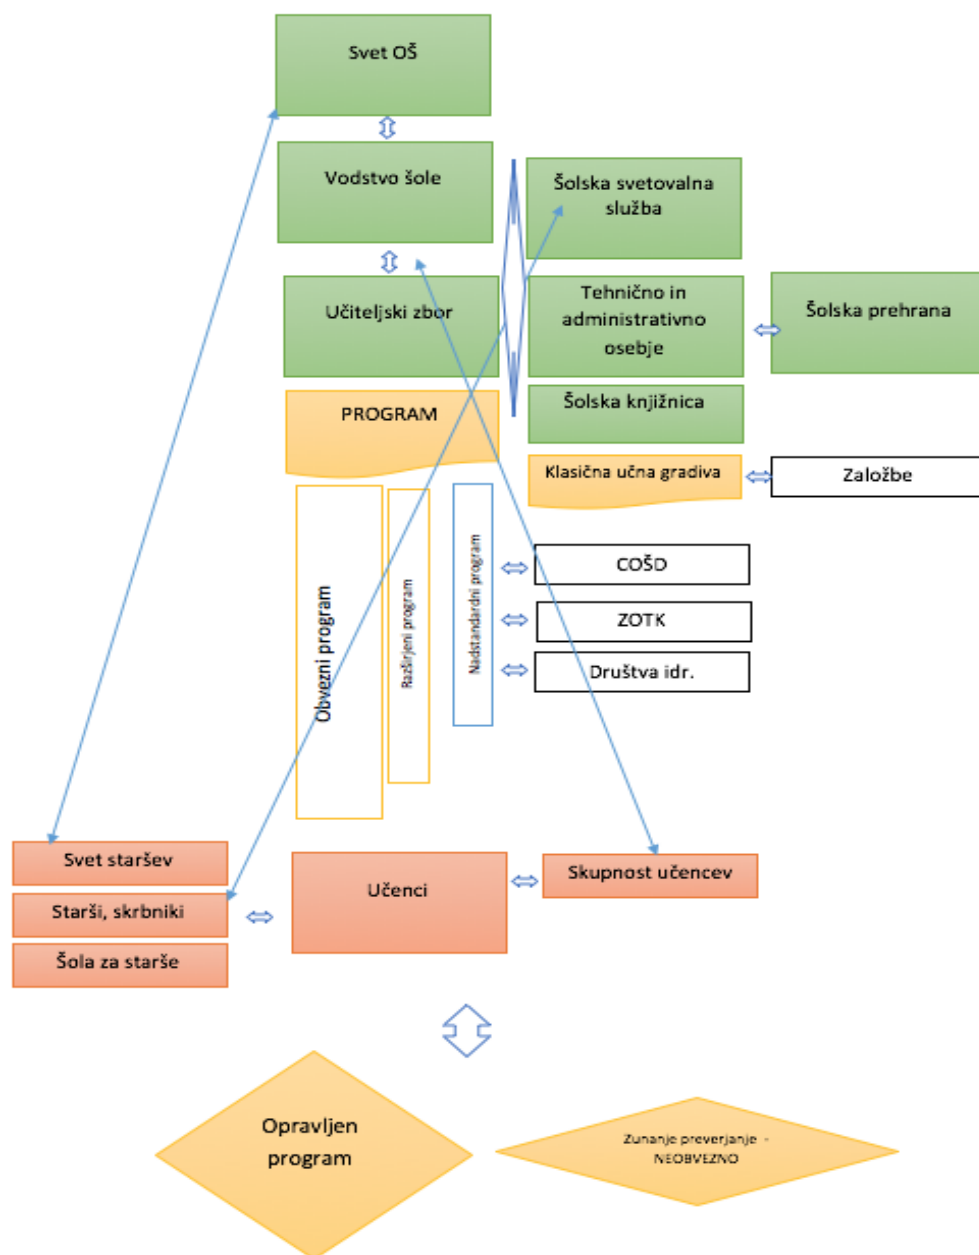 Svet OŠ
Vodstvo šole
Šolska svetovalna
služba
Učiteljski zbor
Tehnično in
administrativno
osebje
Šolska prehrana
PROGRAM
Šolska knjižnica
Klasična učna gradiva
Založbe
Obvezni program
Razširjeni program
Nadstandardni program
COŠD
ZOTK
Društva idr.
Svet staršev
Starši, skrbniki
Šola za starše
Učenci
Skupnost učencev
Opravljen
program
Zunanje preverjanje -
NEOBVEZNO